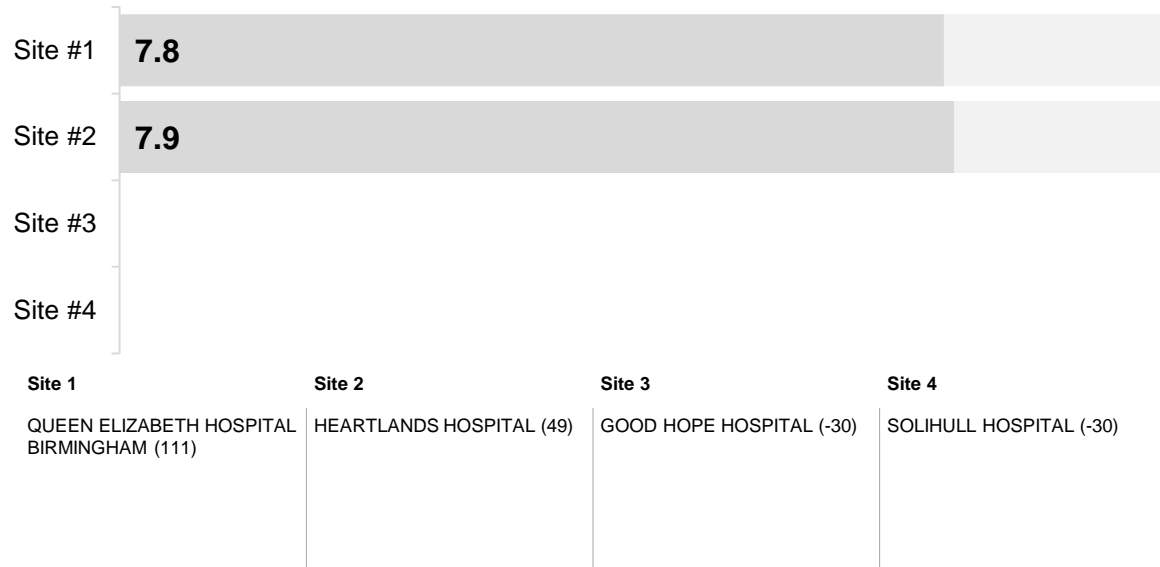 Site #1
7.8
Site #2
7.9
Site #3
Site #4
Site 1
QUEEN ELIZABETH HOSPITAL
BIRMINGHAM (111)
Site 2
HEARTLANDS HOSPITAL (49)
Site 3
GOOD HOPE HOSPITAL (-30)
Site 4
SOLIHULL HOSPITAL (-30)